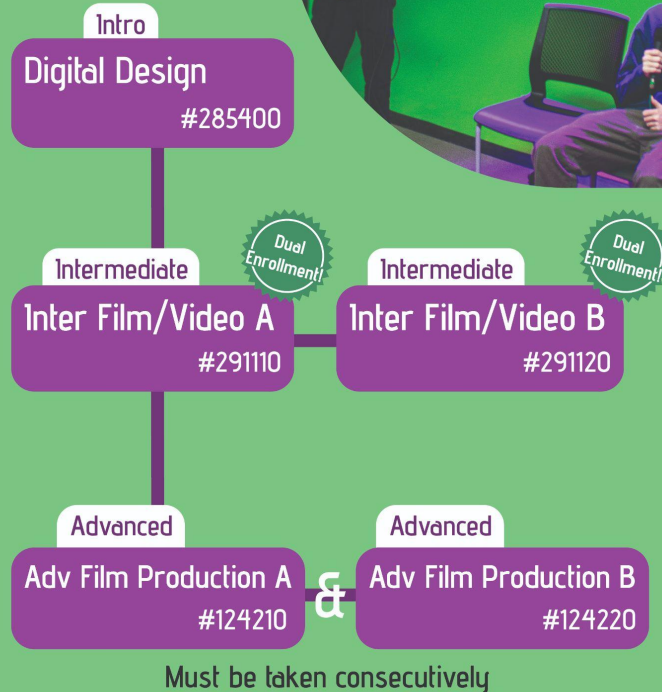 Intro
Digital Design
#285400
Dual
Enrollment!
Dual
Enrollment!
Intermediate
Intermediate
Inter Film/Video A
#291110
Inter Film/Video B
#291120
Advanced
Advanced
Adv Film Production A
#124210
&
Adv Film Production B
#124220
Must be taken consecutively